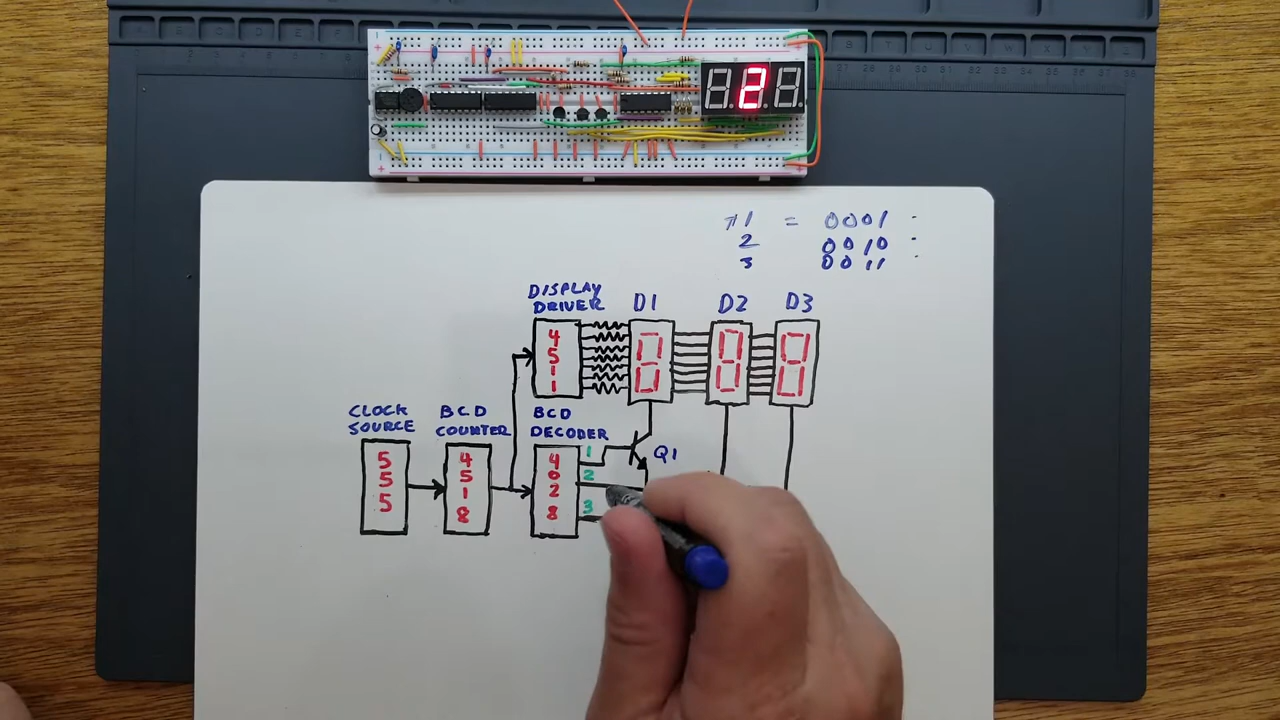 1 = 0001
2 0010
3 0011
DISPLAY
DRIVER
D1 D2 D3
4
5
1
1
CLOCK
SOURCE
BCD
COUNTER
BCD
DECODER
5
5
5
4
5
1
8
4
0
2
8
1
2
3
Q1
2